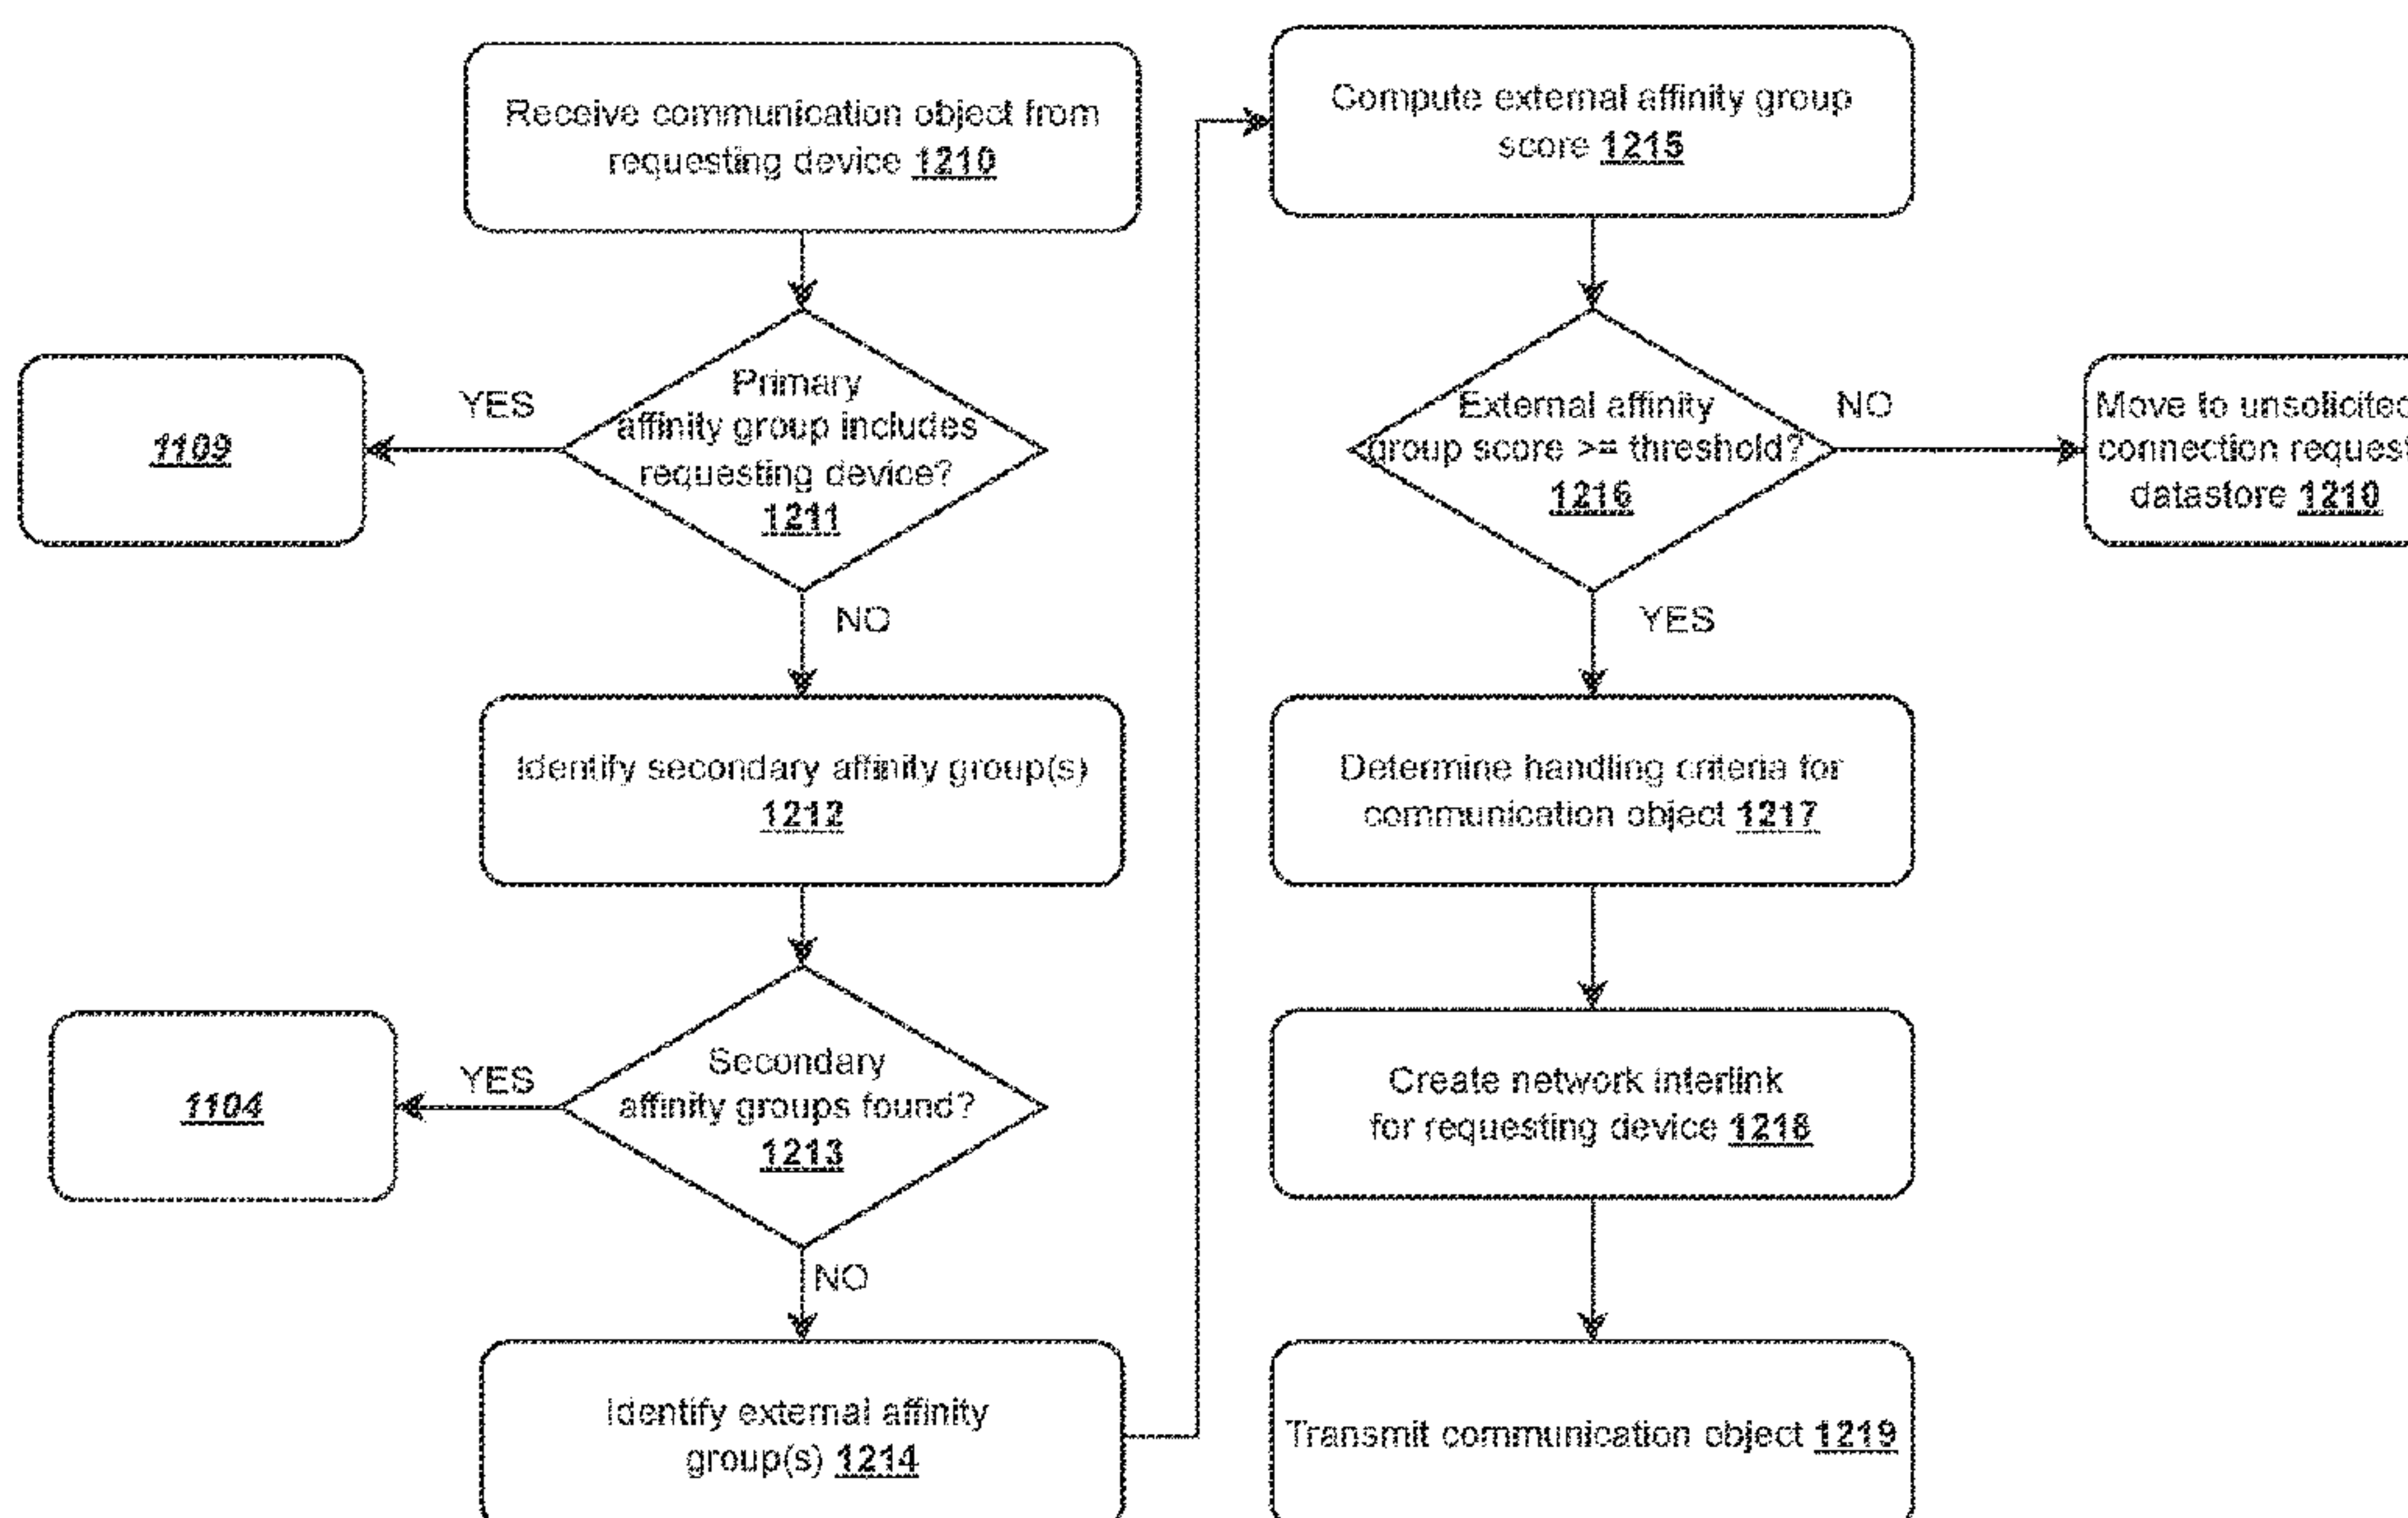 Receive communication object from
requesting device 1210
Primary
affinity group includes
requesting device?
1211
YES
1109
NO
Identify secondary affinity group(s)
1212
Secondary
affinity groups found?
1213
YES
1104
NO
Identify external affinity
group(s) 1214
Compute external affinity group
score 1215
External affinity
group score >= threshold?
1216
NO
Move to unsolicited
connection request
datastore 1210
YES
Determine handling criteria for
communication object 1217
Create network interlink
for requesting device 1218
Transmit communication object 1219